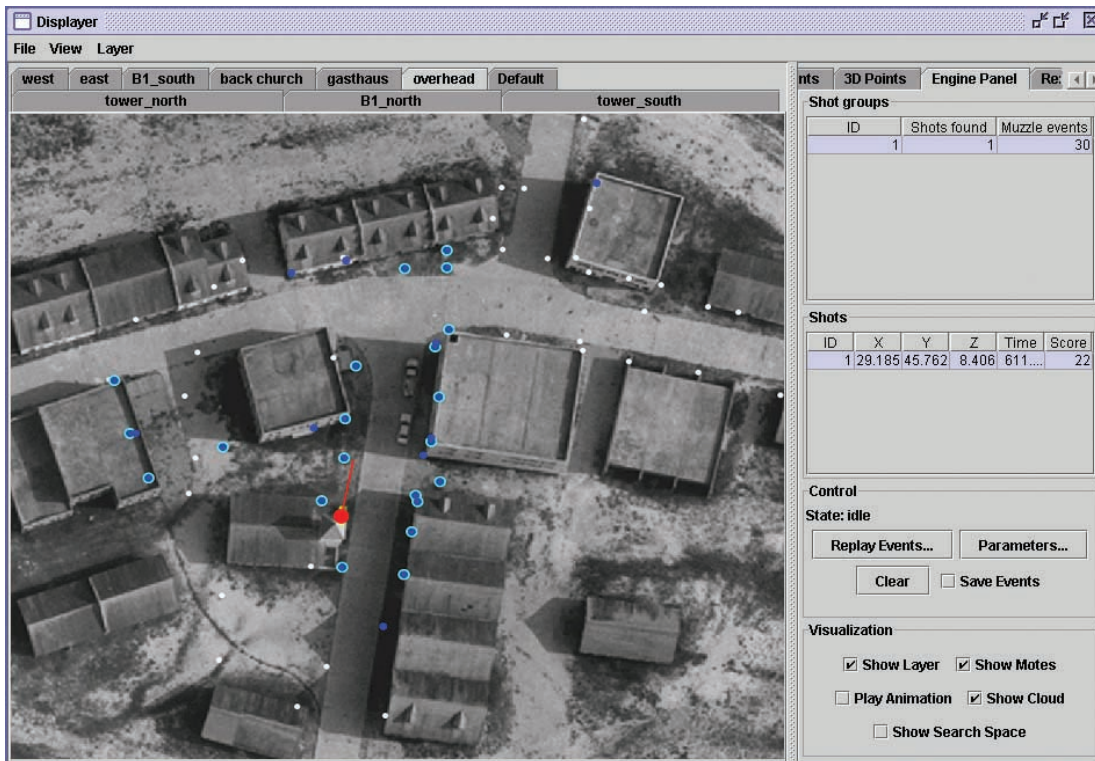 Displayer
File View Layer
west east B1_south back church gasthaus overhead Default
tower_north B1_north tower_south
nts 3D Points Engine Panel Re:
Shot groups
ID Shots found Muzzle events
1 1 30
Shots
ID X Y Z Time Score
1 29.185 45.762 8.406 611.... 22
Control
State: idle
Replay Events... Parameters...
Clear Save Events
Visualization
Show Layer Show Motes
Play Animation Show Cloud
Show Search Space